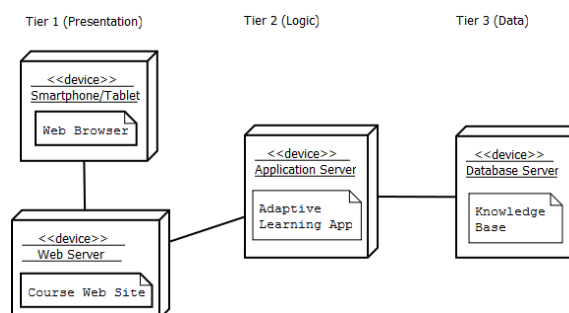 Tier 1 (Presentation)
Tier 2 (Logic)
Tier 3 (Data)
<<device>>
Smartphone/Tablet
Web Browser
<<device>>
Web Server
Course Web Site
<<device>>
Application Server
Adaptive
Learning App
<<device>>
Database Server
Knowledge
Base